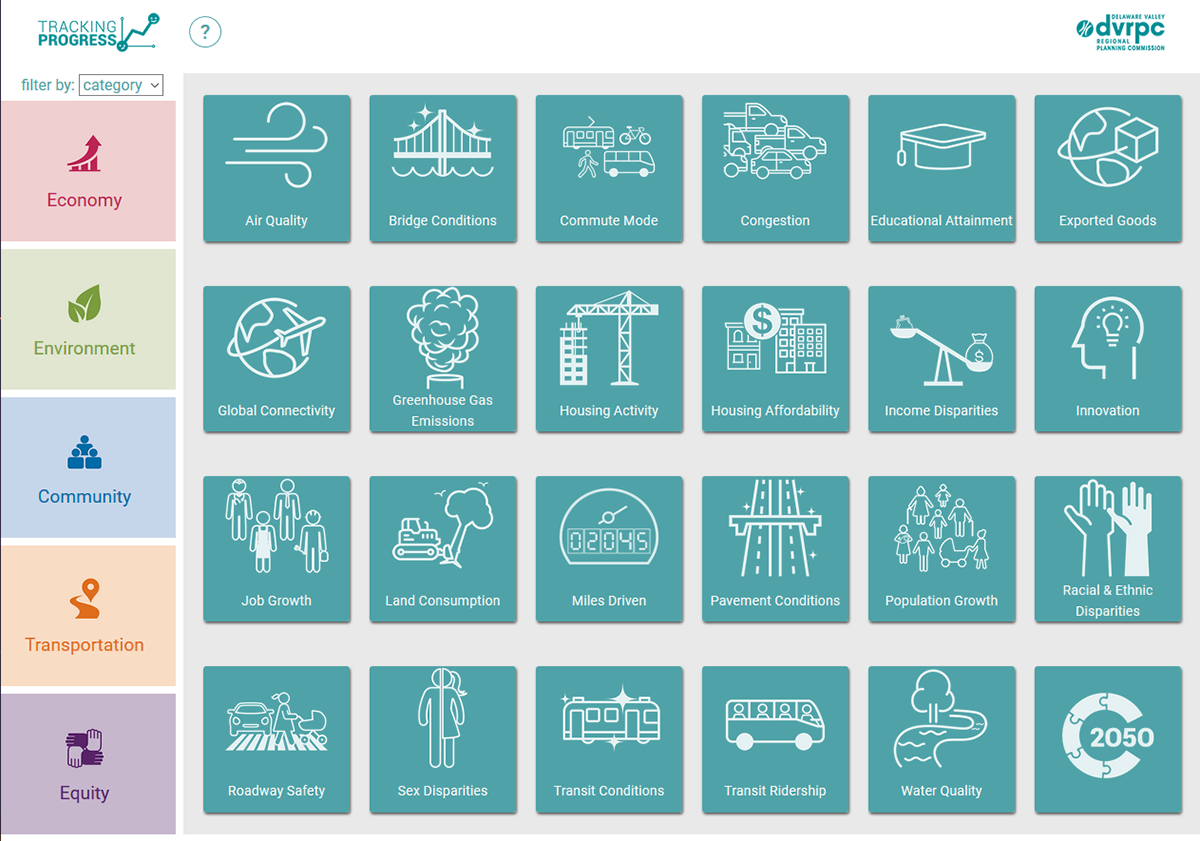 TRACKING
PROGRESS
?
DELAWARE VALLEY
dvrpc
REGIONAL
PLANNING COMMISSION
filter by: category
Economy
Environment
Community
Transportation
Equity
Air Quality
Bridge Conditions
Commute Mode
Congestion
Educational Attainment
Exported Goods
Global Connectivity
Greenhouse Gas
Emissions
Housing Activity
$
Housing Affordability
$
Income Disparities
Innovation
Job Growth
Land Consumption
02045
Miles Driven
Pavement Conditions
Population Growth
Racial & Ethnic
Disparities
Roadway Safety
Sex Disparities
Transit Conditions
Transit Ridership
Water Quality
2050